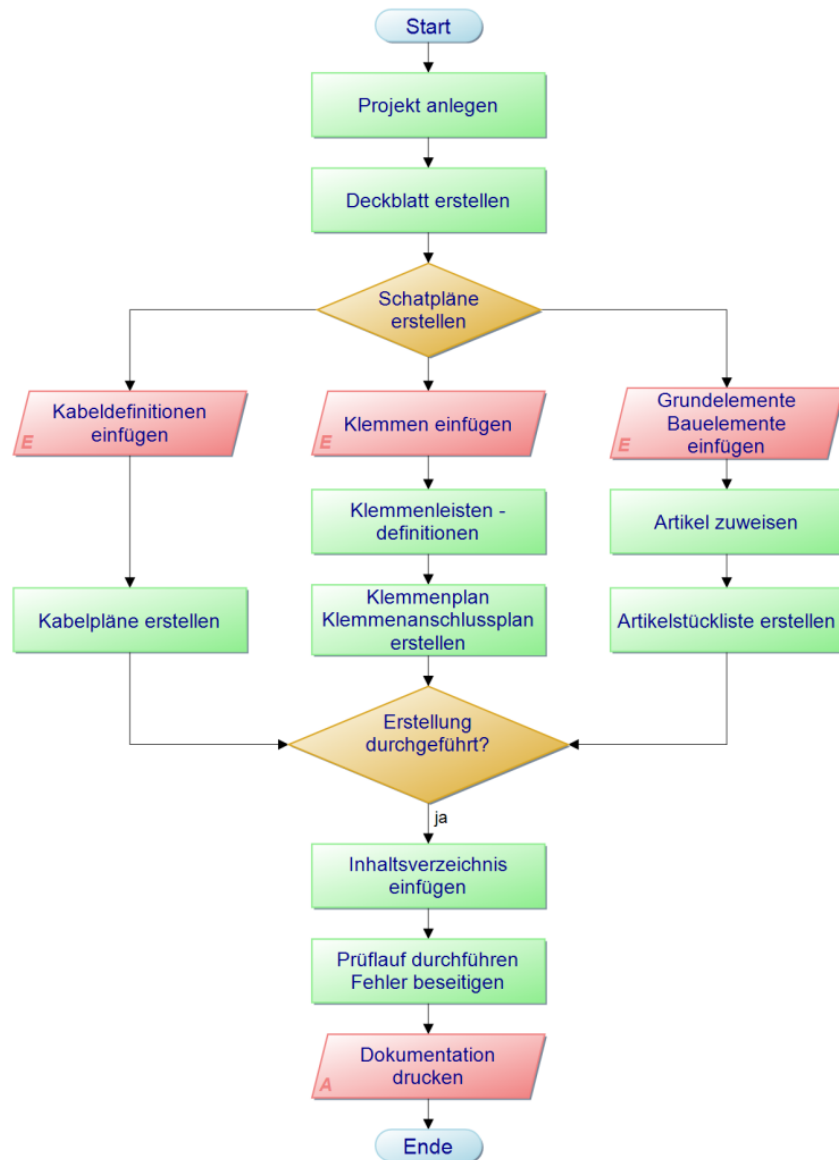 Start
Projekt anlegen
Deckblatt erstellen
Schatpläne
erstellen
Kabeldefinitionen
einfügen
E
Klemmen einfügen
E
Grundelemente
Bauelemente
einfügen
E
Klemmenleisten -
definitionen
Artikel zuweisen
Kabelpläne erstellen
Klemmenplan
Klemmenanschlussplan
erstellen
Artikelstückliste erstellen
Erstellung
durchgeführt?
ja
Inhaltsverzeichnis
einfügen
Prüflauf durchführen
Fehler beseitigen
Dokumentation
drucken
A
Ende